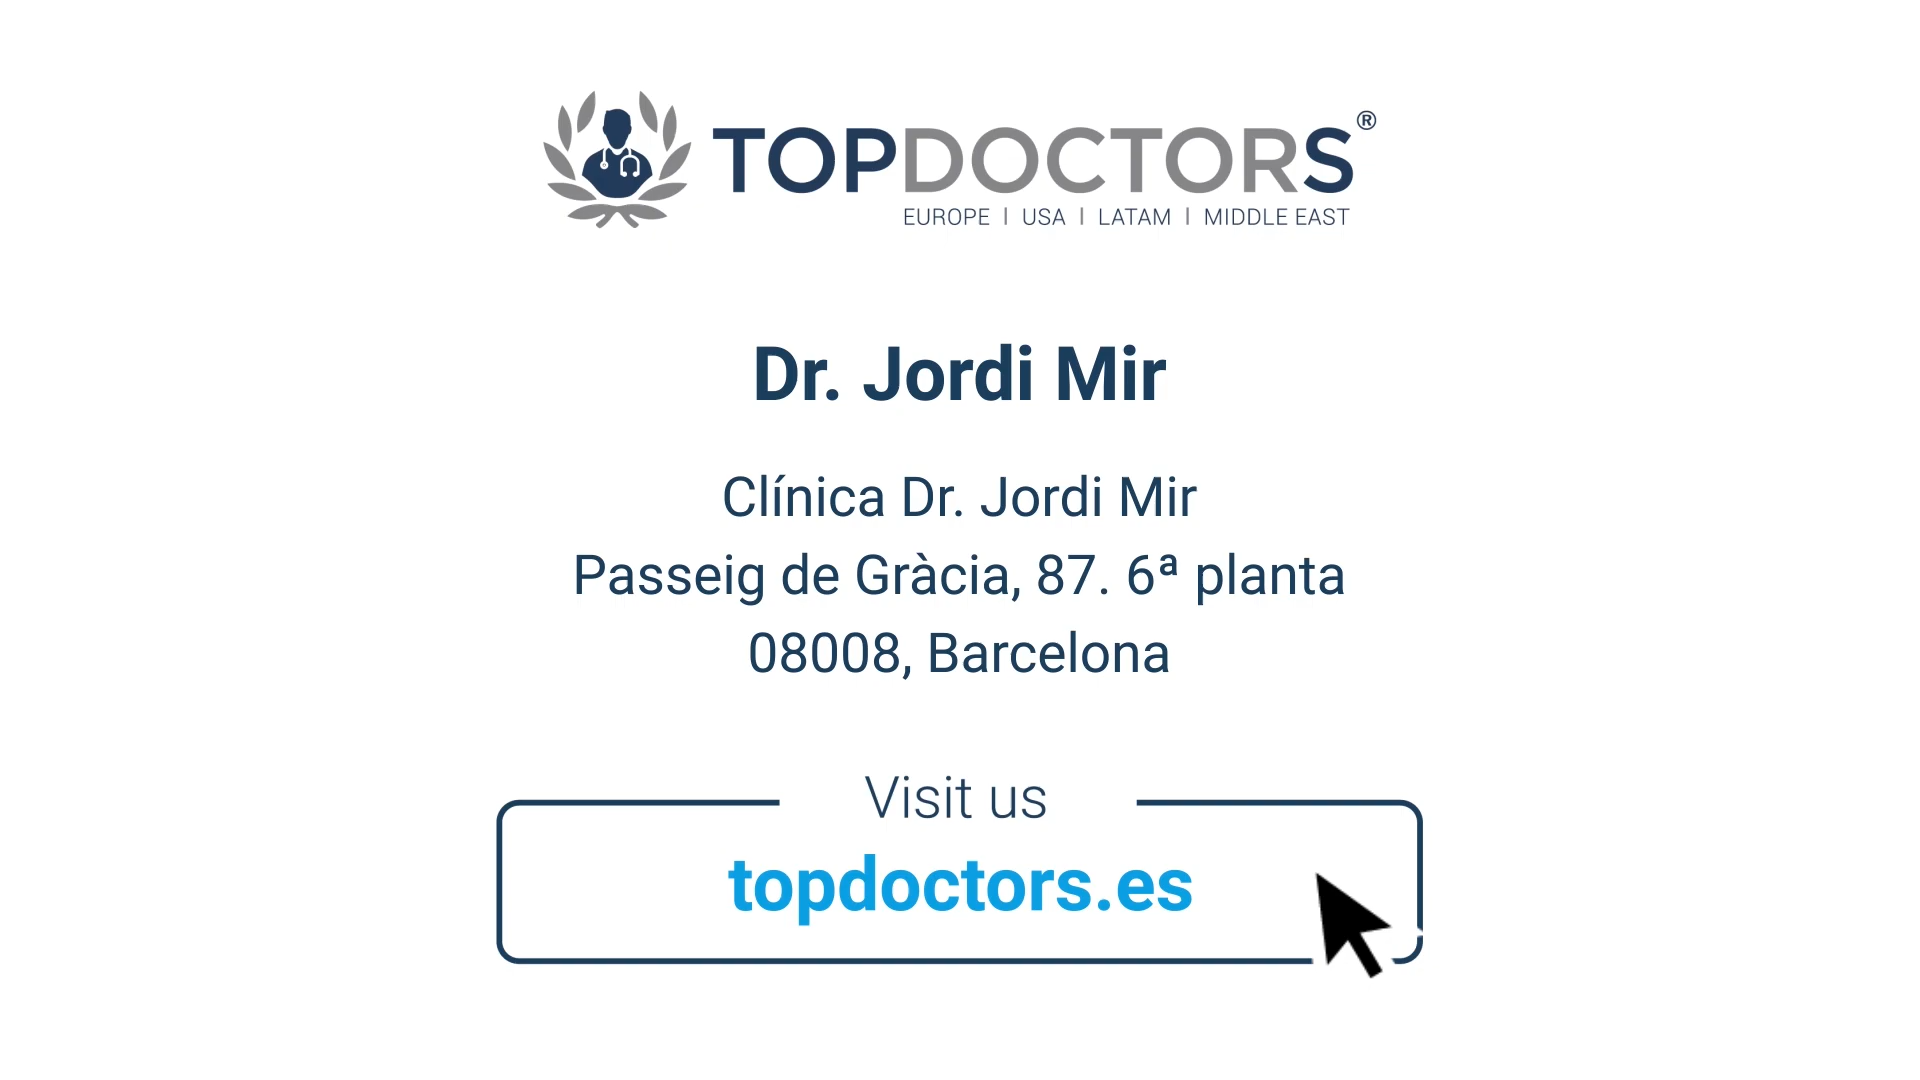 TOPDOCTORS®
EUROPE | USA | LATAM | MIDDLE EAST
Dr. Jordi Mir
Clínica Dr. Jordi Mir
Passeig de Gràcia, 87. 6ª planta
08008, Barcelona
Visit us
topdoctors.es